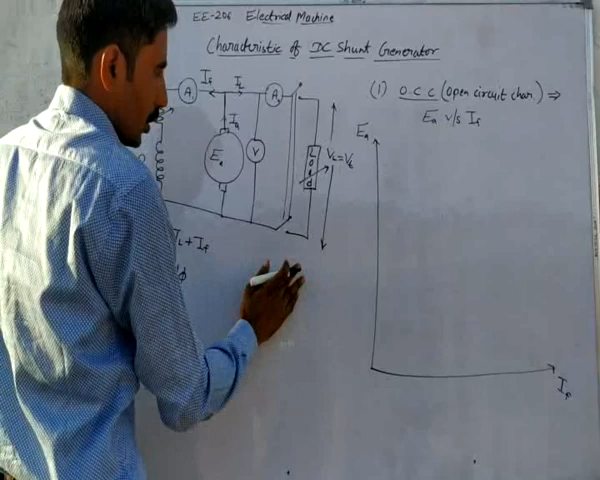 EE-206 Electrical Machine
Characteristic of DC Shunt Generator
(1) O.C.C (Open circuit char.) ⇒
Ea v/s If
A If IL A
Ia
Ea
V
Load
VL=Vt
IL + If
Ea
If